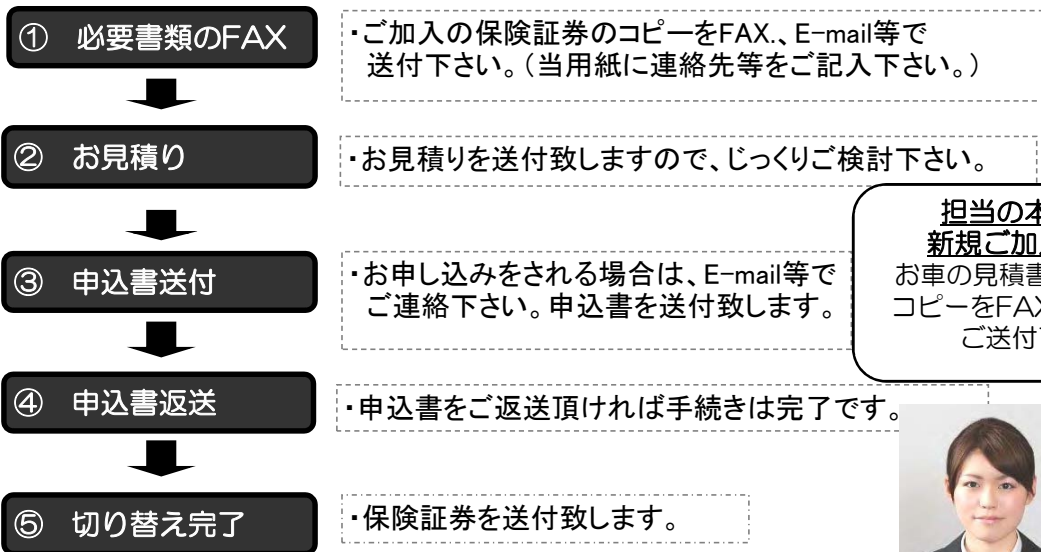 ① 必要書類のFAX
・ご加入の保険証券のコピーをFAX.、E-mail等で
送付下さい。（当用紙に連絡先等をご記入下さい。）
② お見積り
・お見積りを送付致しますので、じっくりご検討下さい。
③ 申込書送付
・お申し込みをされる場合は、E-mail等で
ご連絡下さい。申込書を送付致します。
担当の本
新規ご加
お車の見積書
コピーをFAX
ご送付
④ 申込書返送
・申込書をご返送頂ければ手続きは完了です。
⑤ 切り替え完了
・保険証券を送付致します。